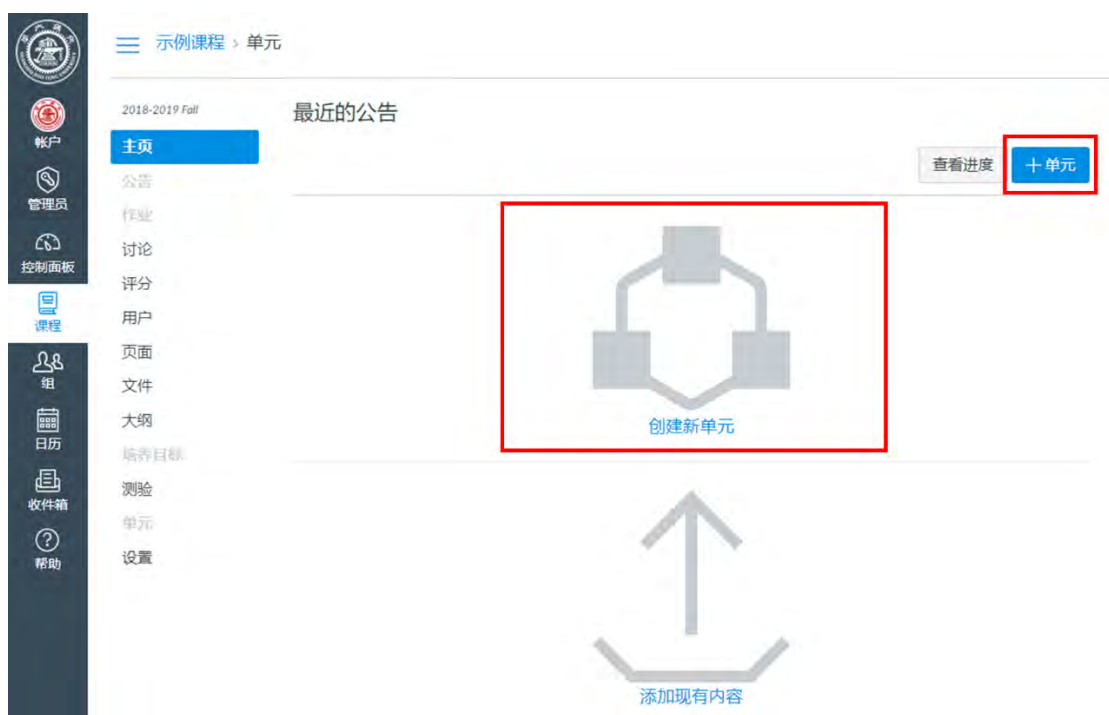 示例课程 › 单元
帐户
管理员
控制面板
课程
组
日历
收件箱
帮助
2018-2019 Fall
主页
公告
作业
讨论
评分
用户
页面
文件
大纲
培养目标
测验
单元
设置
最近的公告
查看进度
＋单元
创建新单元
添加现有内容